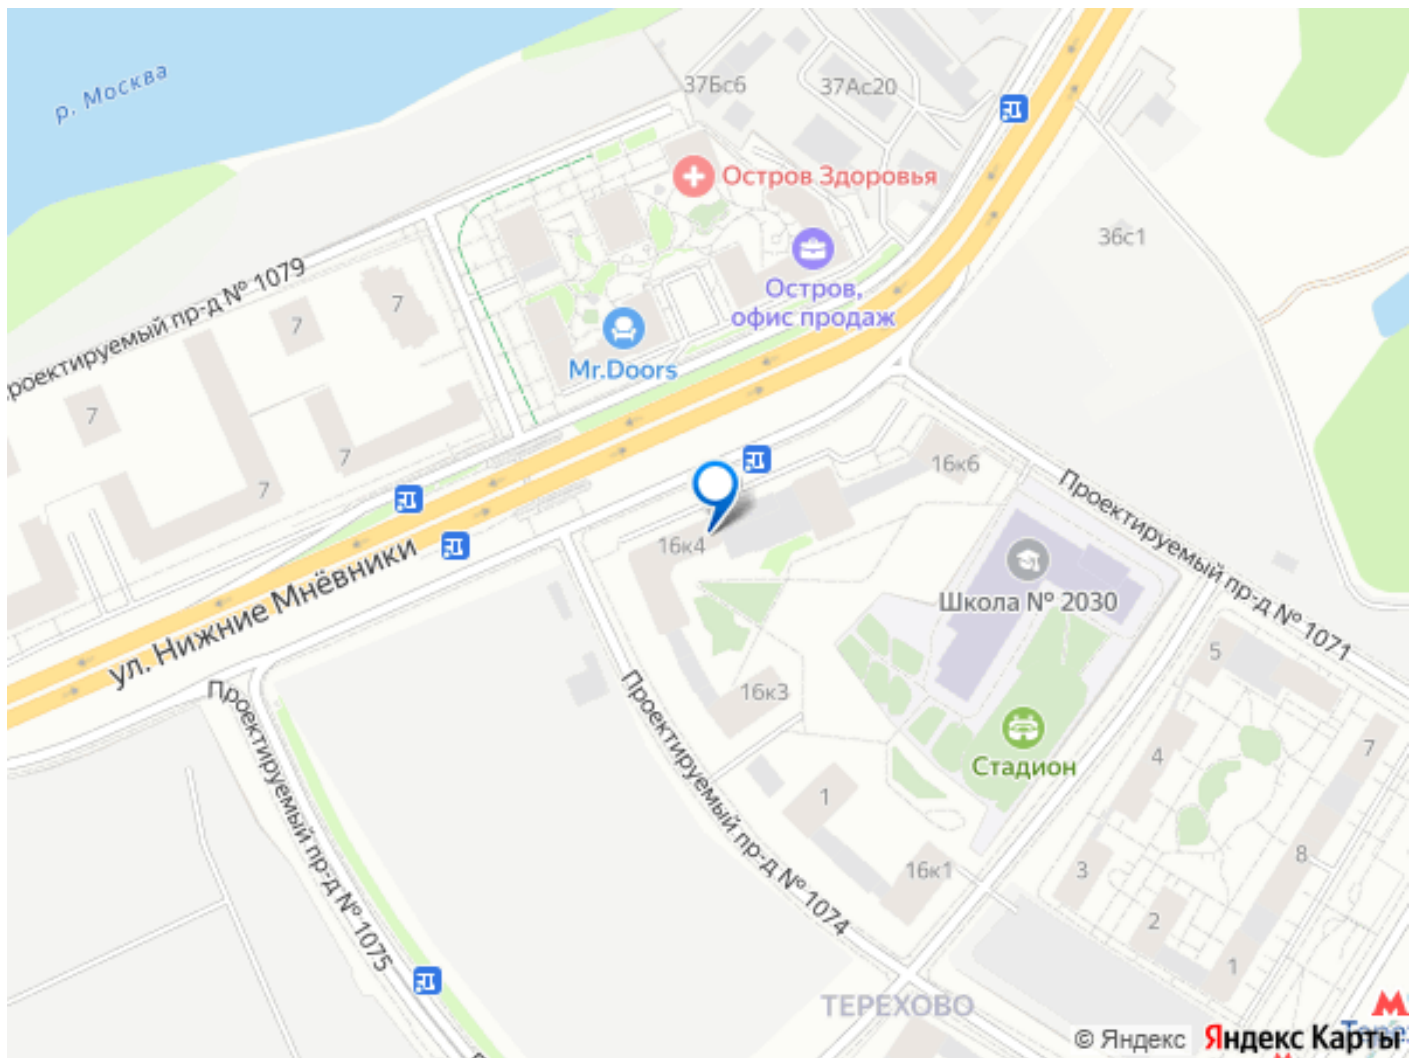 р. Москва
37Бс6
37Ас20
Остров Здоровья
36с1
Остров,
офис продаж
Проектируемый пр-д № 1079
7
7
7
7
7
Mr.Doors
16к6
16к4
Проектируемый пр-д № 1071
ул. Нижние Мнёвники
Школа № 2030
5
16к3
Проектируемый пр-д № 1075
Проектируемый пр-д № 1074
Стадион
4
7
1
16к1
3
8
2
1
ТЕРЕХОВО
© Яндекс
Яндекс Карты